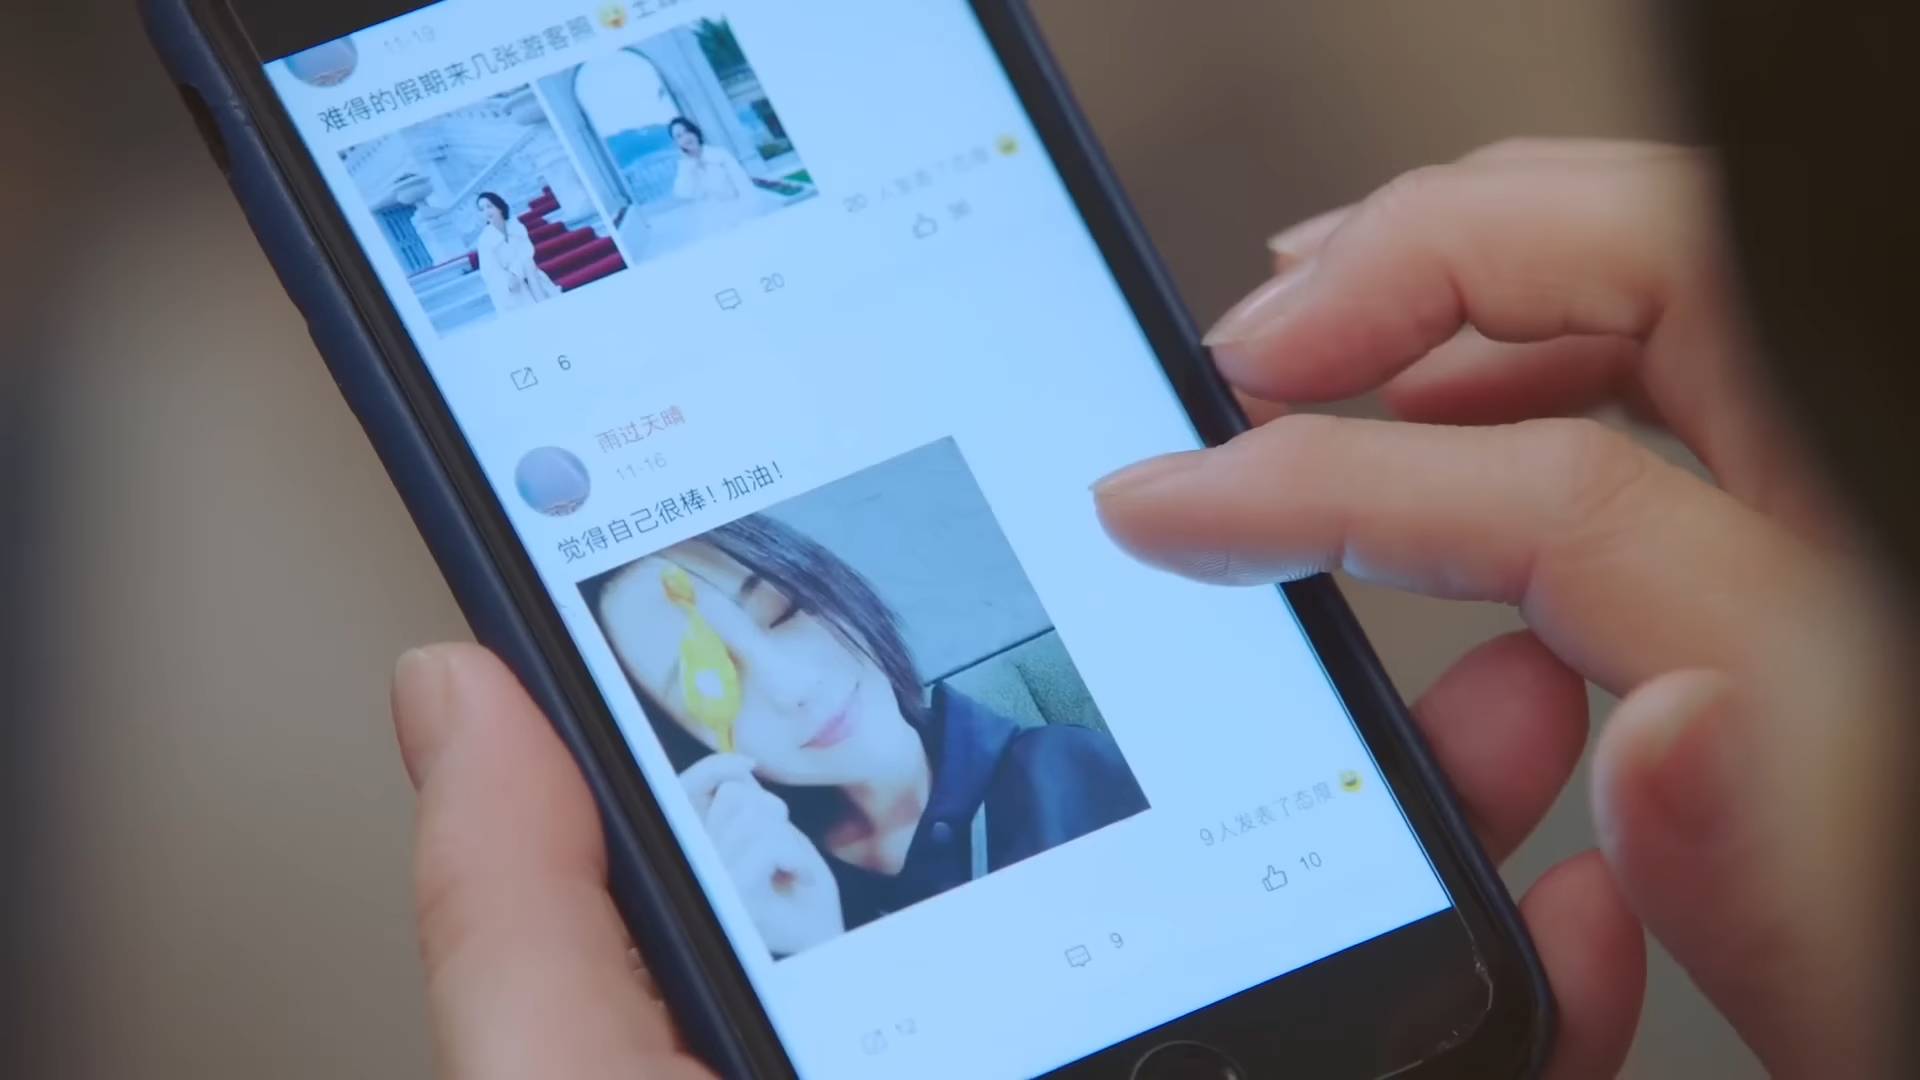 11-19
难得的假期来几张游客照
20 人发表了态度
20
6
雨过天晴
11-16
觉得自己很棒！加油！
9人发表了态度
10
9
12